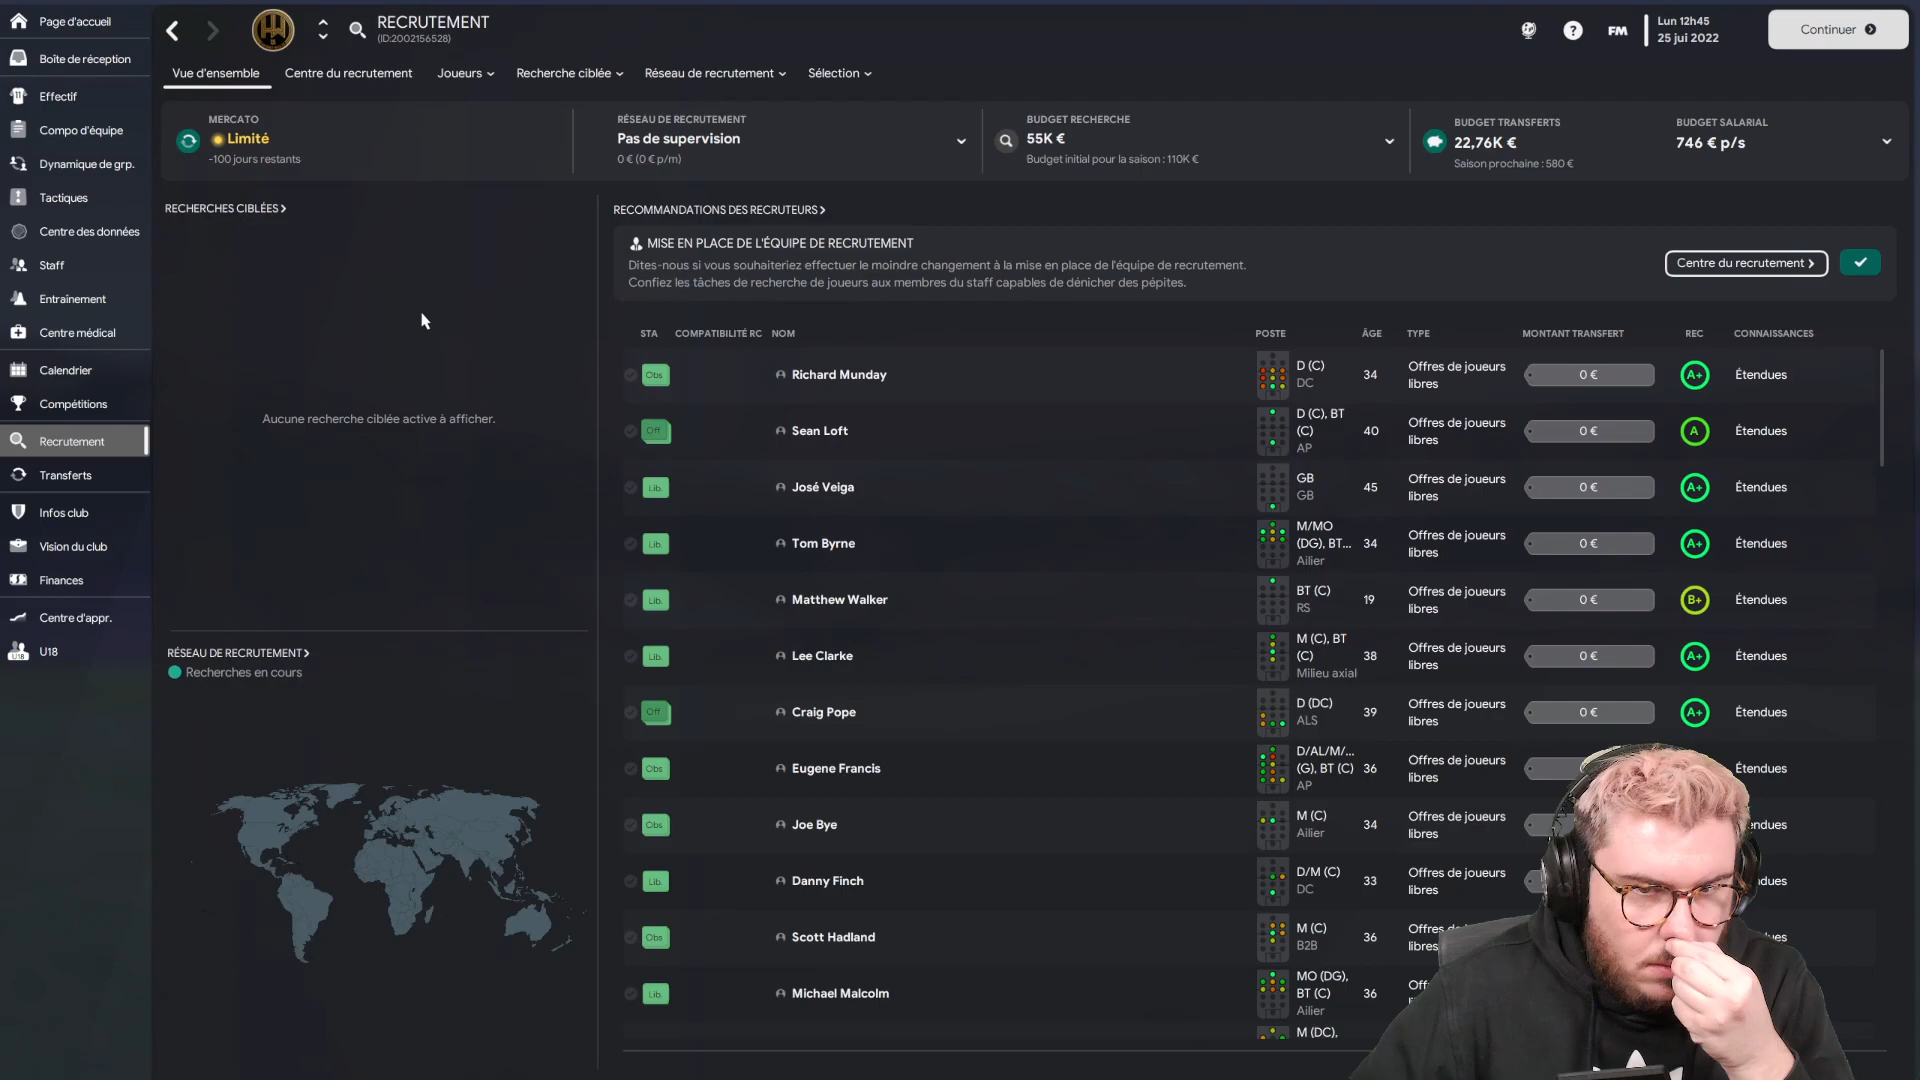 Page d'accueil
Boîte de réception
Effectif
Compo d'équipe
Dynamique de grp.
Tactiques
Centre des données
Staff
Entraînement
Centre médical
Calendrier
Compétitions
Recrutement
Transferts
Infos club
Vision du club
Finances
Centre d'appr.
U18
RECRUTEMENT
(ID:2002156528)
FM
Lun 12h45
25 jui 2022
Continuer
Vue d'ensemble
Centre du recrutement
Joueurs
Recherche ciblée
Réseau de recrutement
Sélection
MERCATO
Limité
-100 jours restants
RÉSEAU DE RECRUTEMENT
Pas de supervision
0 € (0 € p/m)
BUDGET RECHERCHE
55K €
Budget initial pour la saison : 110K €
BUDGET TRANSFERTS
22,76K €
Saison prochaine : 580 €
BUDGET SALARIAL
746 € p/s
RECHERCHES CIBLÉES
Aucune recherche ciblée active à afficher.
RÉSEAU DE RECRUTEMENT
Recherches en cours
RECOMMANDATIONS DES RECRUTEURS
MISE EN PLACE DE L'ÉQUIPE DE RECRUTEMENT
Dites-nous si vous souhaiteriez effectuer le moindre changement à la mise en place de l'équipe de recrutement.
Confiez les tâches de recherche de joueurs aux membres du staff capables de dénicher des pépites.
Centre du recrutement
STA COMPATIBILITÉ RC NOM POSTE ÂGE TYPE MONTANT TRANSFERT REC CONNAISSANCES
Obs Richard Munday D (C) DC 34 Offres de joueurs libres 0 € A+ Étendues
Off Sean Loft D (C), BT (C) AP 40 Offres de joueurs libres 0 € A Étendues
Lib. José Veiga GB GB 45 Offres de joueurs libres 0 € A+ Étendues
Lib. Tom Byrne M/MO (DG), BT... Ailier 34 Offres de joueurs libres 0 € A+ Étendues
Lib. Matthew Walker BT (C) RS 19 Offres de joueurs libres 0 € B+ Étendues
Lib. Lee Clarke M (C), BT (C) Milieu axial 38 Offres de joueurs libres 0 € A+ Étendues
Off Craig Pope D (DC) ALS 39 Offres de joueurs libres 0 € A+ Étendues
Obs Eugene Francis D/AL/M/... (G), BT (C) AP 36 Offres de joueurs libres Étendues
Obs Joe Bye M (C) Ailier 34 Offres de joueurs libres
Lib. Danny Finch D/M (C) DC 33 Offres de joueurs libres
Obs Scott Hadland M (C) B2B 36
Lib. Michael Malcolm MO (DG), BT (C) Ailier 36
M (DC),